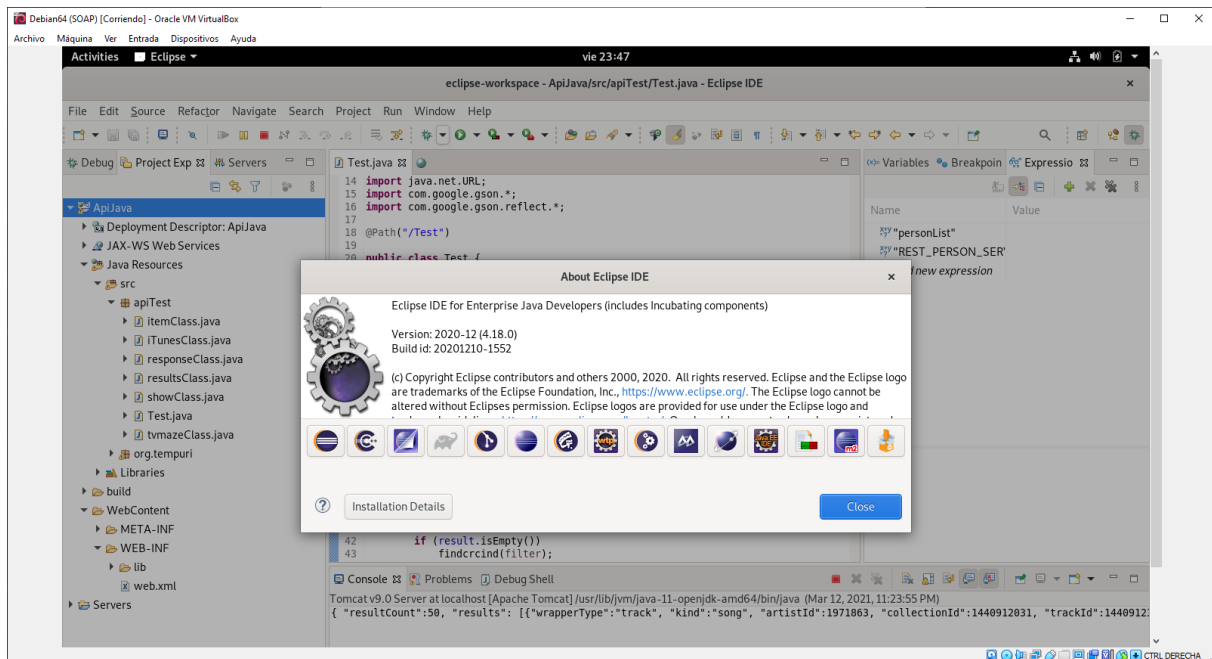 Debian64 (SOAP) [Corriendo] - Oracle VM VirtualBox
Archivo Máquina Ver Entrada Dispositivos Ayuda
Activities Eclipse vie 23:47
eclipse-workspace - ApiJava/src/apiTest/Test.java - Eclipse IDE
File Edit Source Refactor Navigate Search Project Run Window Help
Debug Project Exp Servers
Test.java
Variables Breakpoin Expressio
ApiJava
Deployment Descriptor: ApiJava
JAX-WS Web Services
Java Resources
src
apiTest
itemClass.java
iTunesClass.java
responseClass.java
resultsClass.java
showClass.java
Test.java
tvmazeClass.java
org.tempuri
Libraries
build
WebContent
META-INF
WEB-INF
lib
web.xml
Servers
14 import java.net.URL;
15 import com.google.gson.*;
16 import com.google.gson.reflect.*;
17
18 @Path("/Test")
19
20 public class Test {
Name Value
"personList"
"REST_PERSON_SER
new expression
About Eclipse IDE
Eclipse IDE for Enterprise Java Developers (includes Incubating components)
Version: 2020-12 (4.18.0)
Build id: 20201210-1552
(c) Copyright Eclipse contributors and others 2000, 2020. All rights reserved. Eclipse and the Eclipse logo
are trademarks of the Eclipse Foundation, Inc., https://www.eclipse.org/. The Eclipse logo cannot be
altered without Eclipses permission. Eclipse logos are provided for use under the Eclipse logo and
wtp Java EE IDE m2
Installation Details Close
42 if (result.isEmpty())
43 findcrcind(filter);
Console Problems Debug Shell
Tomcat v9.0 Server at localhost [Apache Tomcat] /usr/lib/jvm/java-11-openjdk-amd64/bin/java (Mar 12, 2021, 11:23:55 PM)
{ "resultCount":50, "results": [{"wrapperType":"track", "kind":"song", "artistId":1971863, "collectionId":1440912031, "trackId":1440912
CTRL DERECHA